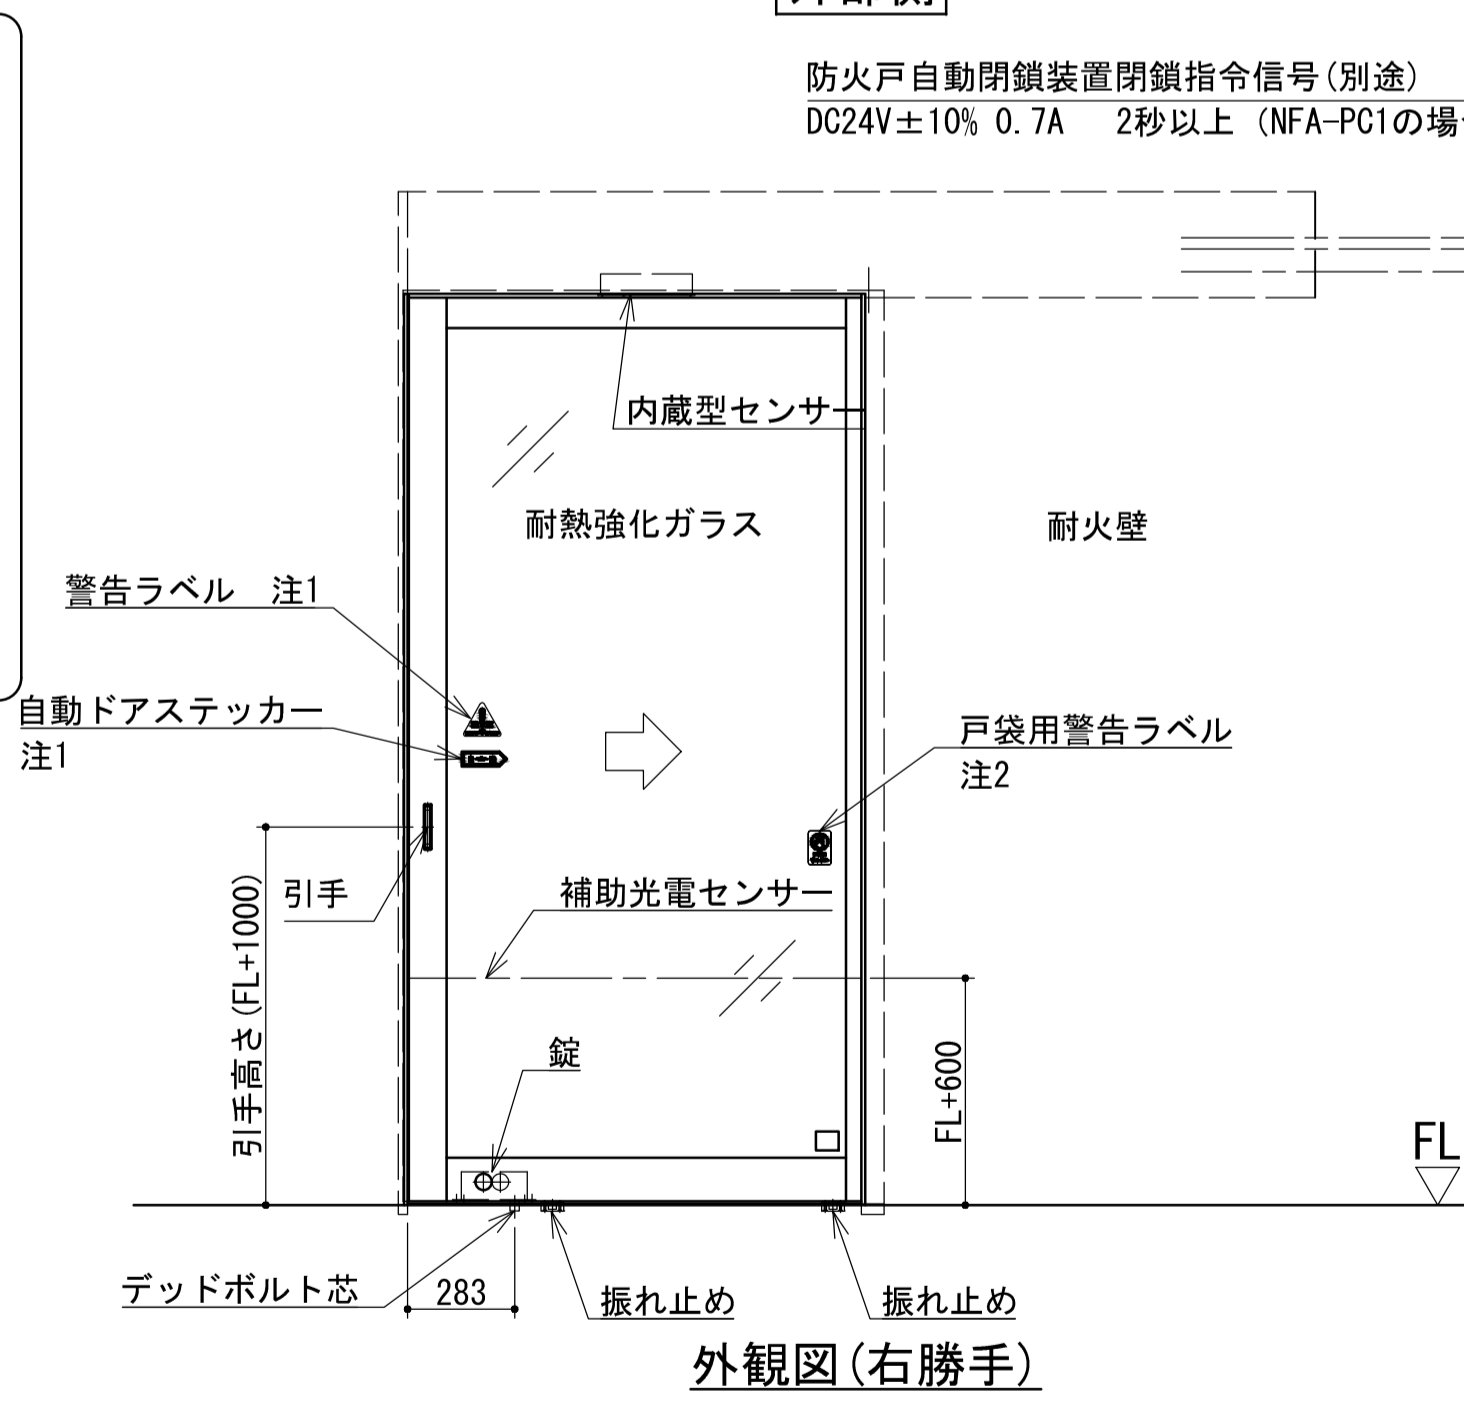 外部側
防火戸自動閉鎖装置閉鎖指令信号(別途)
DC24V±10% 0.7A 2秒以上 (NFA-PC1の場
内蔵型センサー
耐熱強化ガラス
耐火壁
警告ラベル 注1
自動ドアステッカー
注1
戸袋用警告ラベル
注2
引手
補助光電センサー
引手高さ(FL+1000)
錠
FL+600
FL
デッドボルト芯
283
振れ止め
振れ止め
外観図(右勝手)